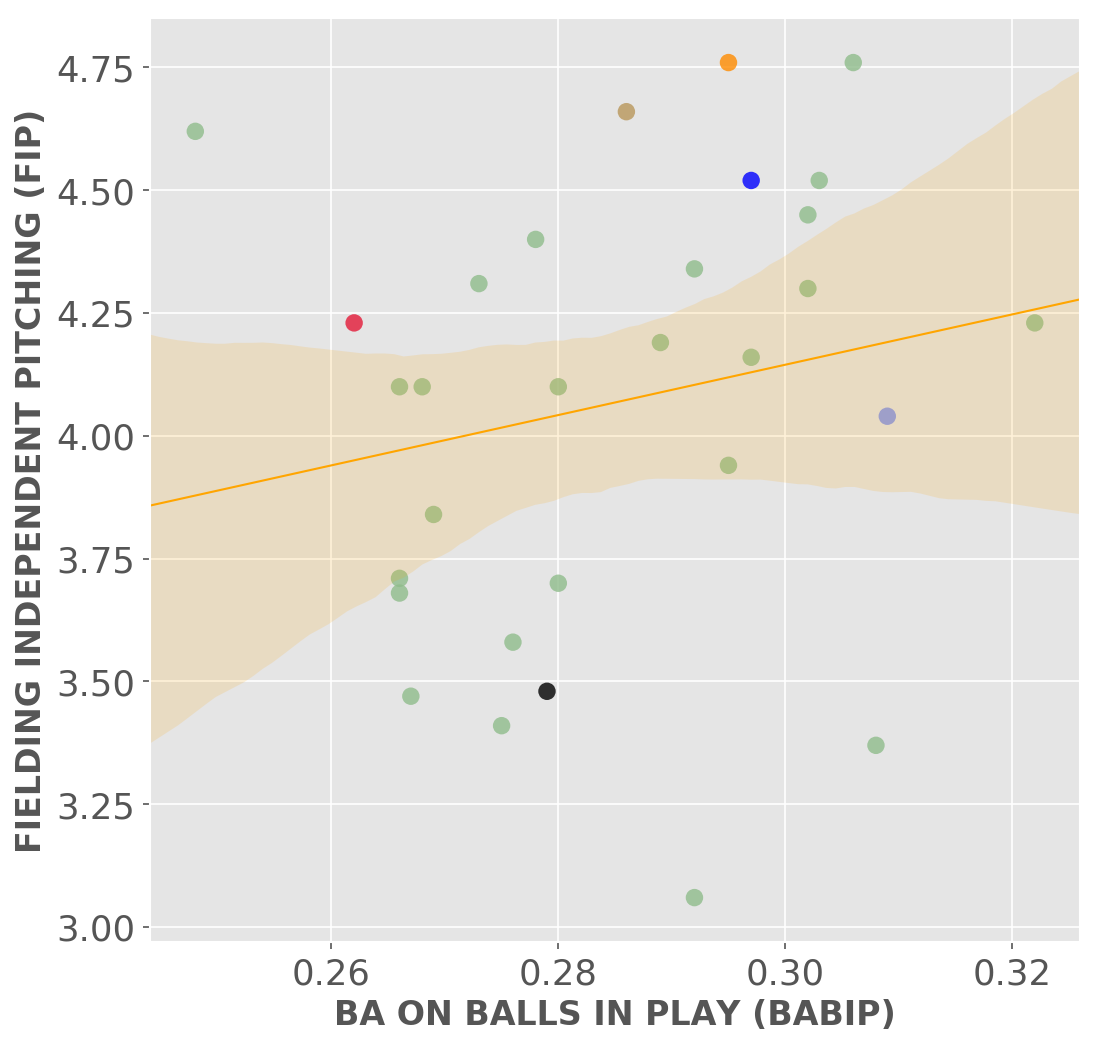 4.75
4.50
4.25
4.00
3.75
3.50
3.25
3.00
FIELDING INDEPENDENT PITCHING (FIP)
0.26 0.28 0.30 0.32
BA ON BALLS IN PLAY (BABIP)